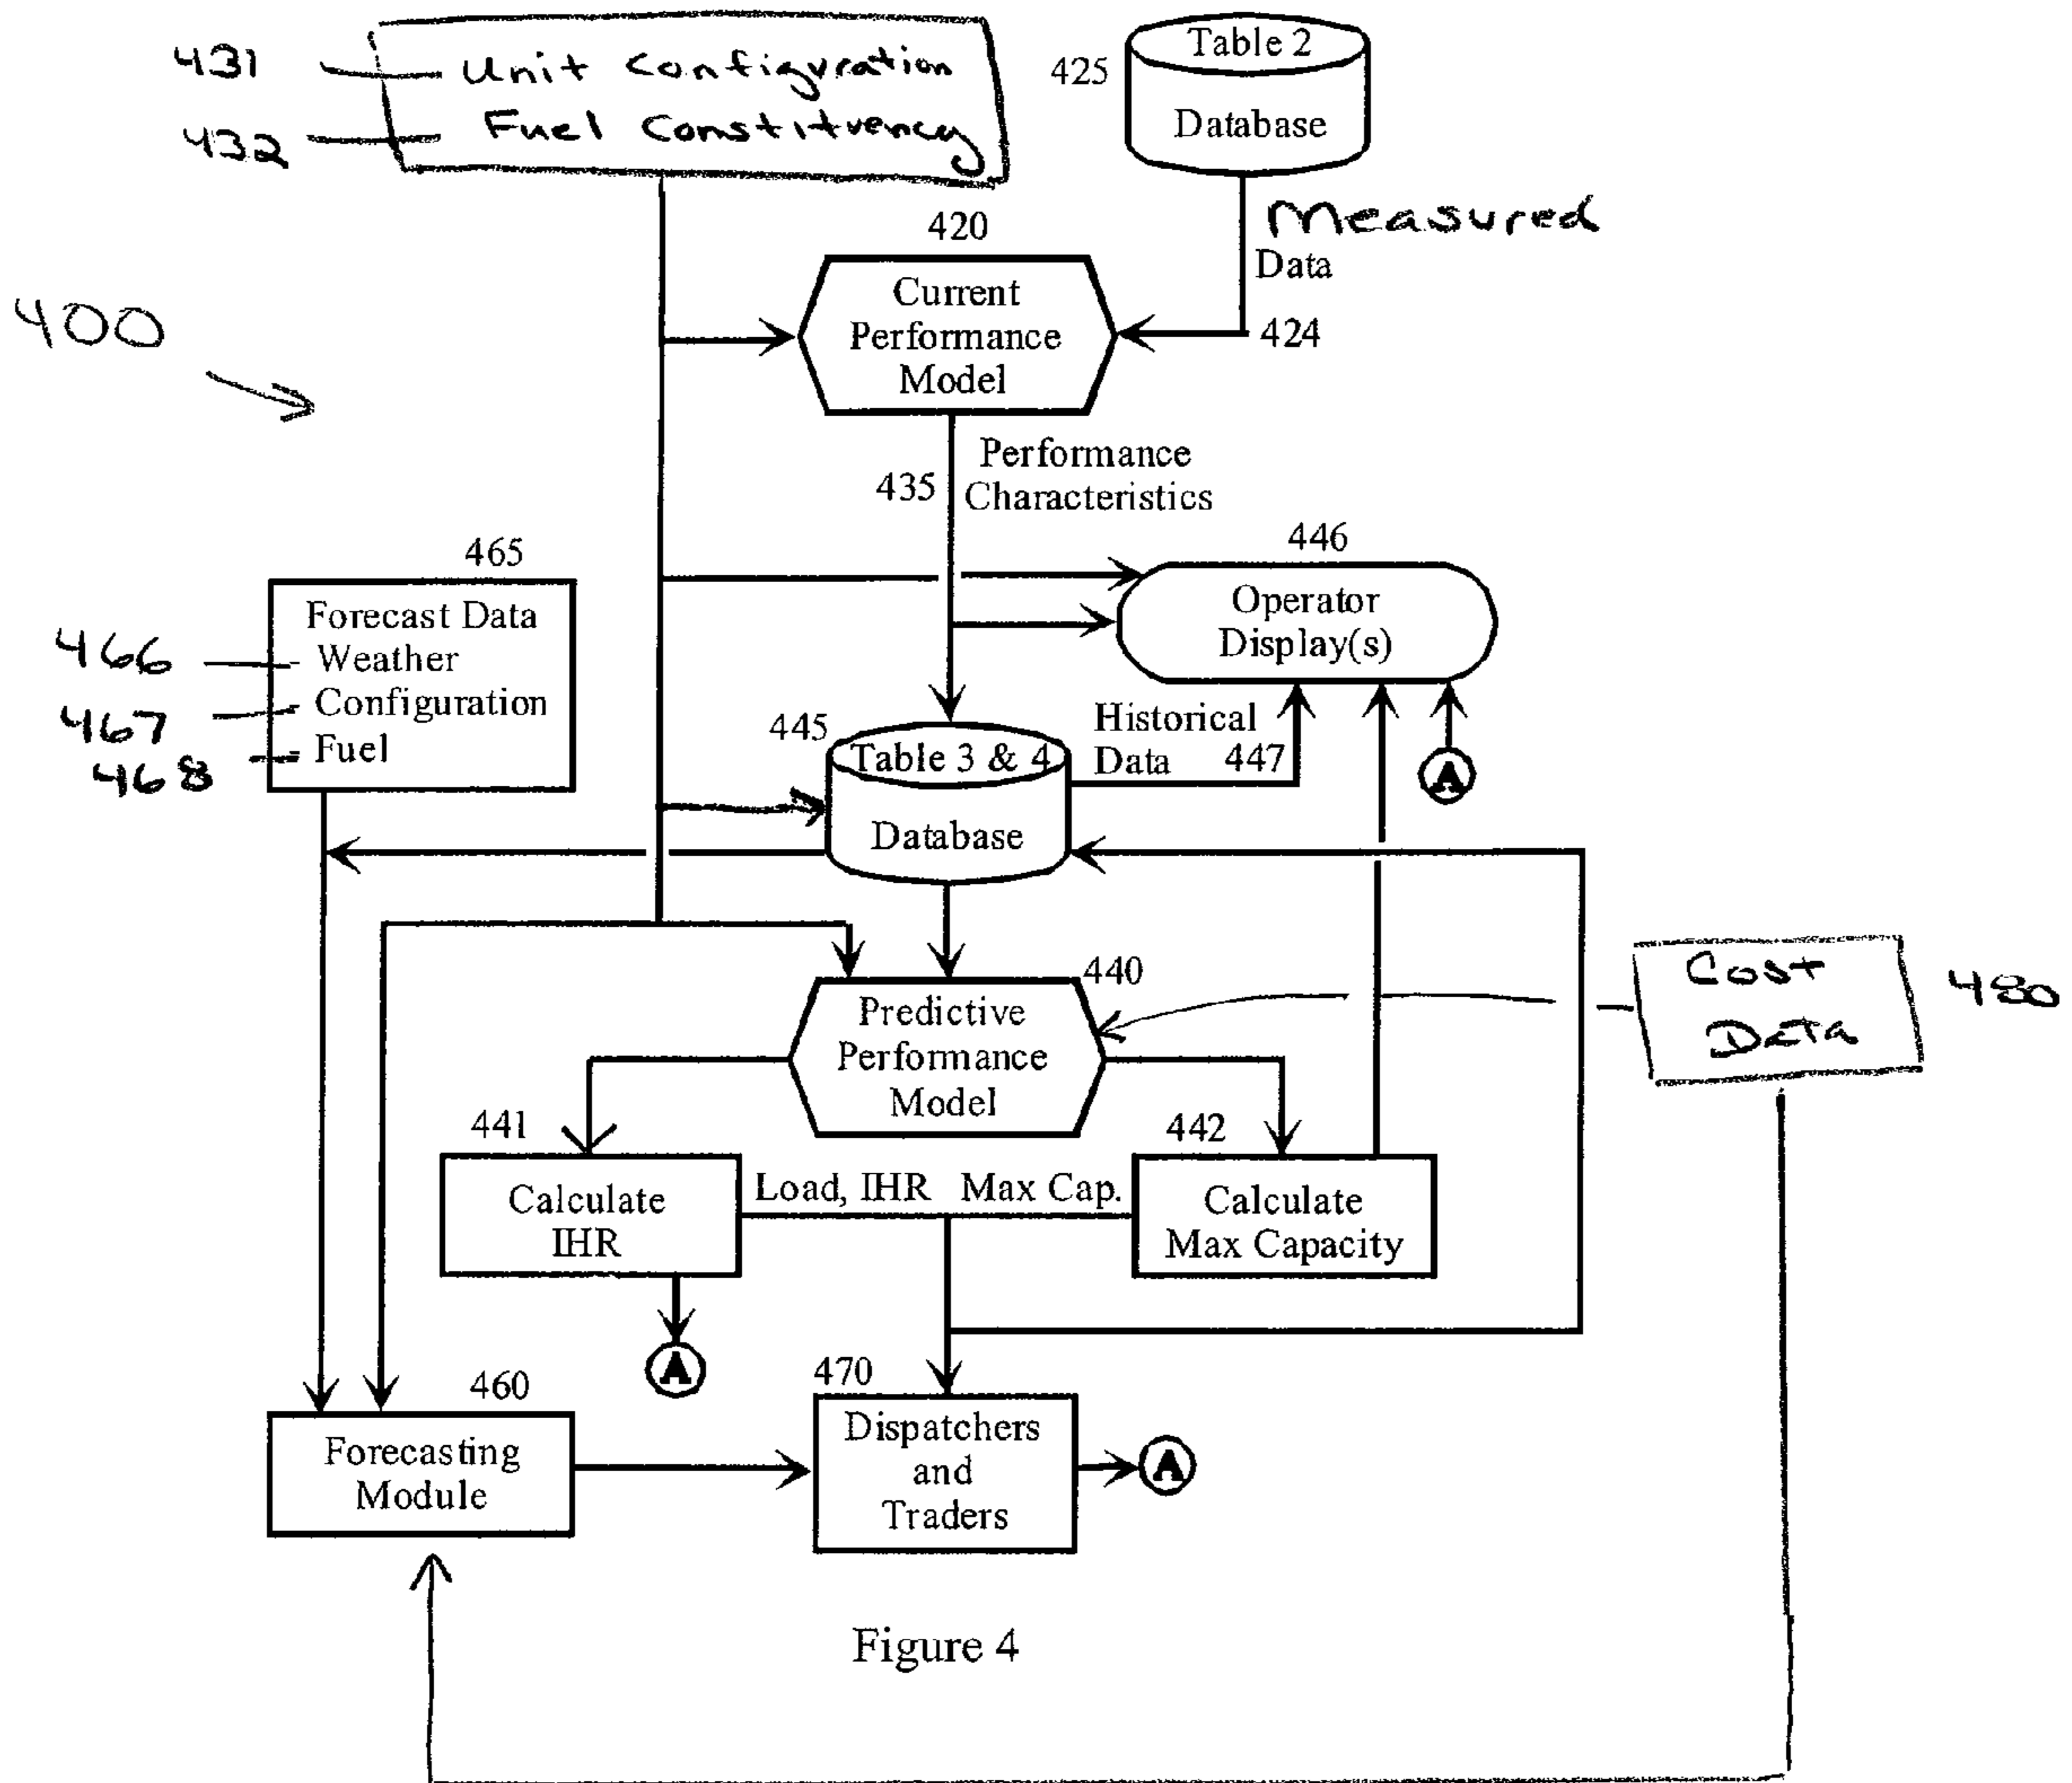 431
Unit Configuration
432
Fuel Constituency
425
Table 2
Database
Measured
Data
424
420
Current
Performance
Model
400
435
Performance
Characteristics
465
Forecast Data
466
Weather
467
Configuration
468
Fuel
446
Operator
Display(s)
445
Table 3 & 4
Database
Historical
Data 447
A
440
Predictive
Performance
Model
Cost
Data
480
441
Calculate
IHR
Load, IHR Max Cap.
442
Calculate
Max Capacity
A
460
Forecasting
Module
470
Dispatchers
and
Traders
A
Figure 4